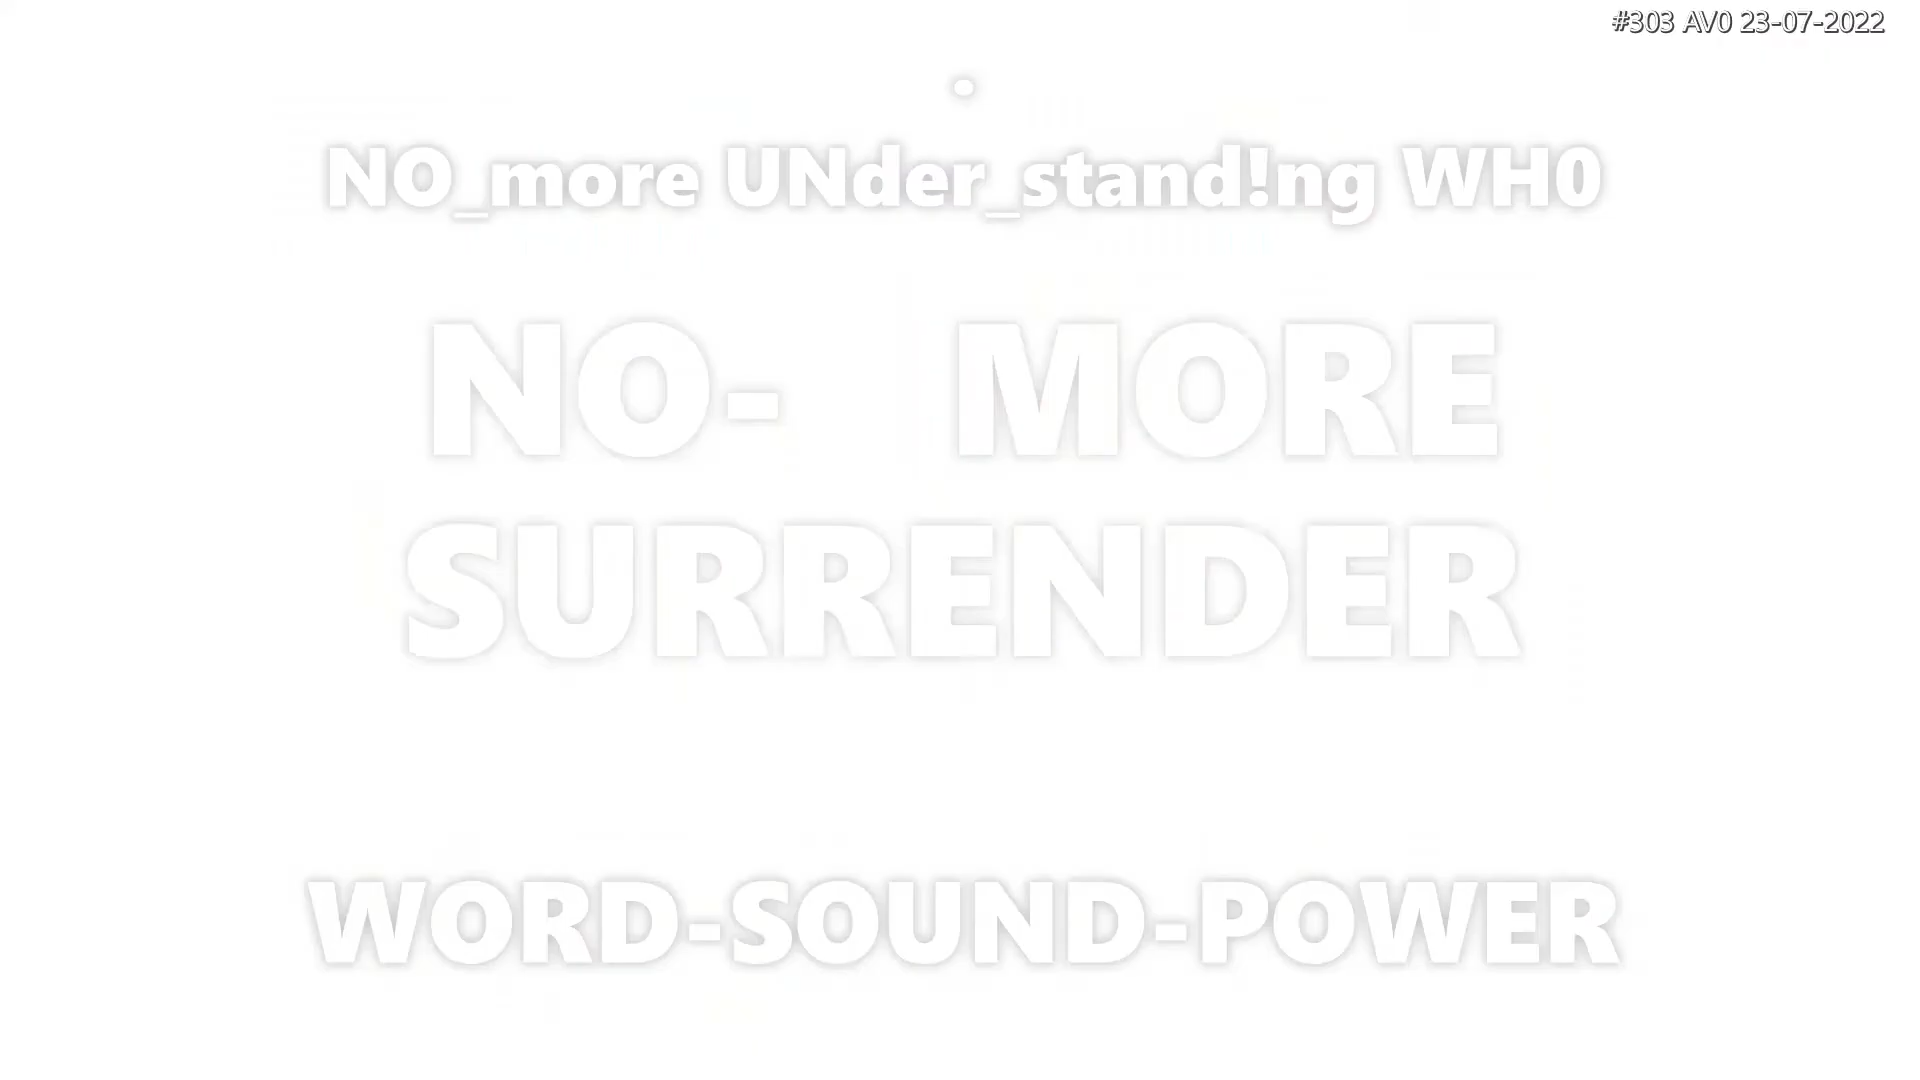 #303 AV0 23-07-2022
NO_more UNder_stand!ng WH0
NO- MORE
SURRENDER
WORD-SOUND-POWER